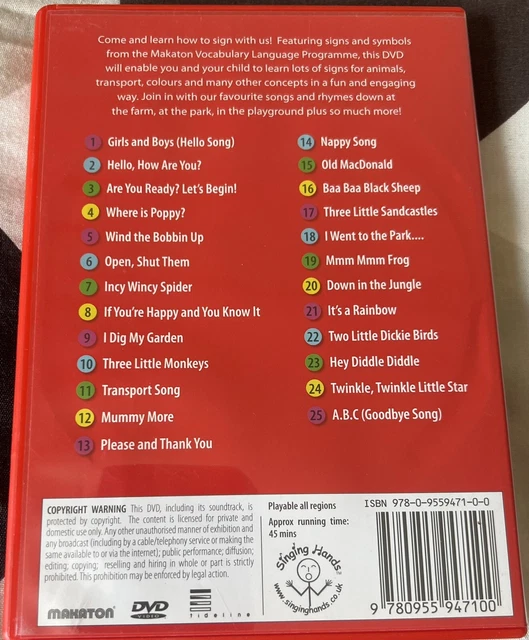 Come and learn how to sign with us! Featuring signs and symbols
from the Makaton Vocabulary Language Programme, this DVD
will enable you and your child to learn lots of signs for animals,
transport, colours and many other concepts in a fun and engaging
way. Join in with our favourite songs and rhymes down at
the farm, at the park, in the playground plus so much more!
1 Girls and Boys (Hello Song)
2 Hello, How Are You?
3 Are You Ready? Let's Begin!
4 Where is Poppy?
5 Wind the Bobbin Up
6 Open, Shut Them
7 Incy Wincy Spider
8 If You're Happy and You Know It
9 I Dig My Garden
10 Three Little Monkeys
11 Transport Song
12 Mummy More
13 Please and Thank You
14 Nappy Song
15 Old MacDonald
16 Baa Baa Black Sheep
17 Three Little Sandcastles
18 I Went to the Park....
19 Mmm Mmm Frog
20 Down in the Jungle
21 It's a Rainbow
22 Two Little Dickie Birds
23 Hey Diddle Diddle
24 Twinkle, Twinkle Little Star
25 A.B.C (Goodbye Song)
COPYRIGHT WARNING This DVD, including its soundtrack, is
protected by copyright. The content is licensed for private and
domestic use only. Any other unauthorised manner of exhibition and
any broadcast (including by a cable/telephony service or making the
same available to or via the internet); public performance; diffusion;
editing; copying; reselling and hiring in whole or part is strictly
prohibited. This prohibition may be enforced by legal action.
MAKATON
DVD
VIDEO
tideline
Playable all regions
Approx running time:
45 mins
Singing Hands
www.singinghands.co.uk
ISBN 978-0-9559471-0-0
9 780955 947100